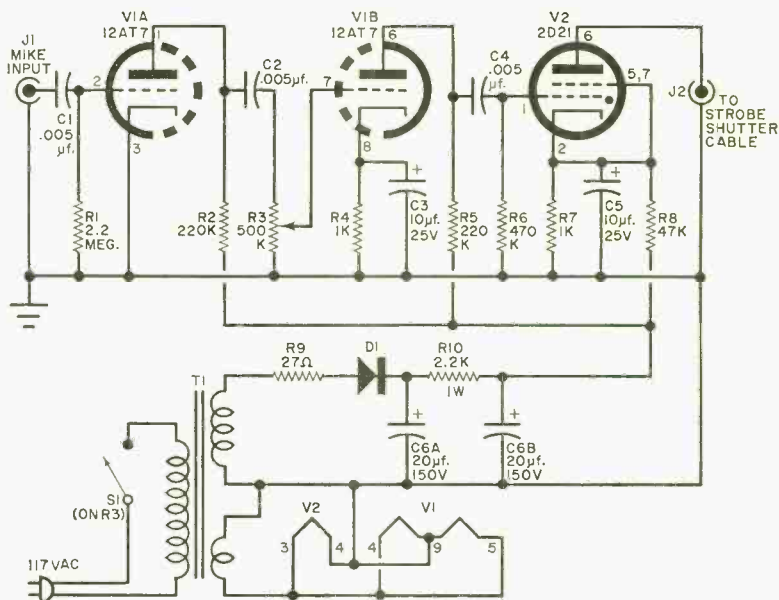 J1
MIKE
INPUT
C1
.005
μf.
2
R1
2.2
MEG.
V1A
12AT7
1
3
R2
220K
C2
.005μf.
R3
500
K
V1B
12AT7
6
7
8
R4
1K
+
C3
10μf.
25V
R5
220
K
C4
.005
μf.
R6
470
K
V2
2D21
6
5,7
1
2
R7
1K
+
C5
10μf.
25V
R8
47K
J2
TO
STROBE
SHUTTER
CABLE
T1
R9
27Ω
D1
R10
2.2K
1W
+
C6A
20μf.
150V
+
C6B
20μf.
150V
S1
(ON R3)
117VAC
V2
3
4
V1
4
9
5